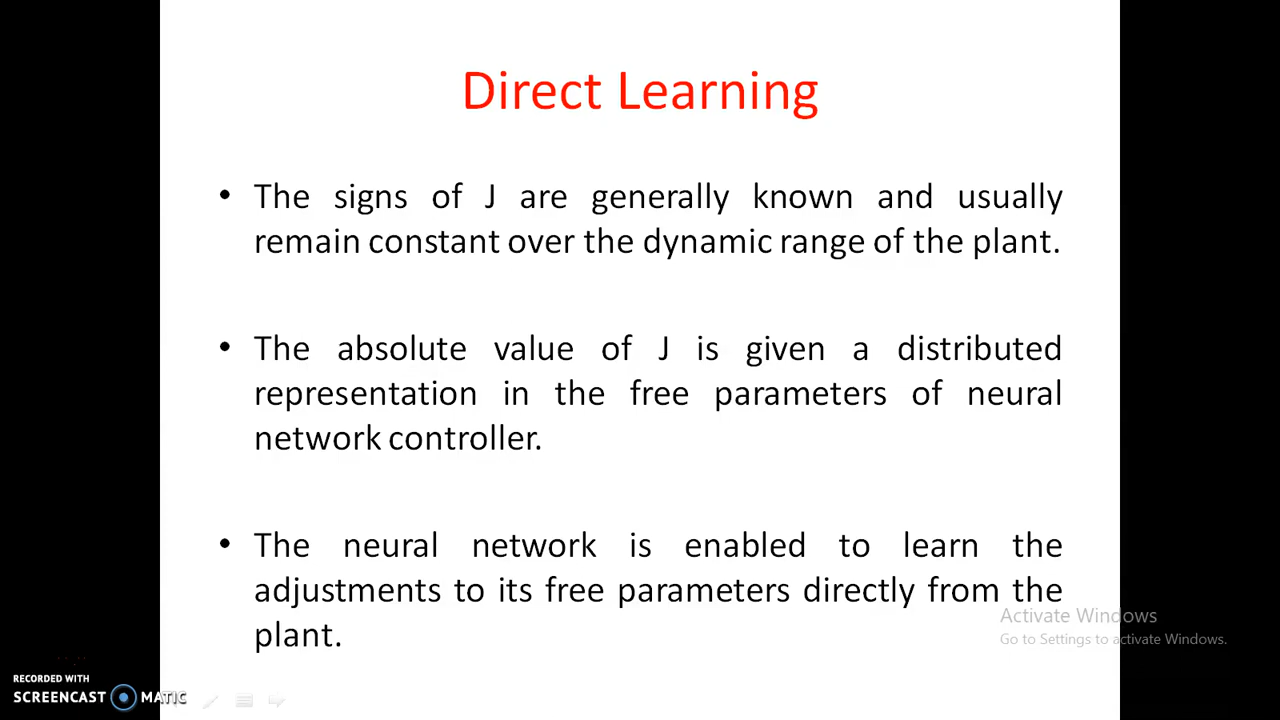 Direct Learning
• The signs of J are generally known and usually
remain constant over the dynamic range of the plant.
• The absolute value of J is given a distributed
representation in the free parameters of neural
network controller.
• The neural network is enabled to learn the
adjustments to its free parameters directly from the
plant.
Activate Windows
Go to Settings to activate Windows.
RECORDED WITH
SCREENCAST MATIC